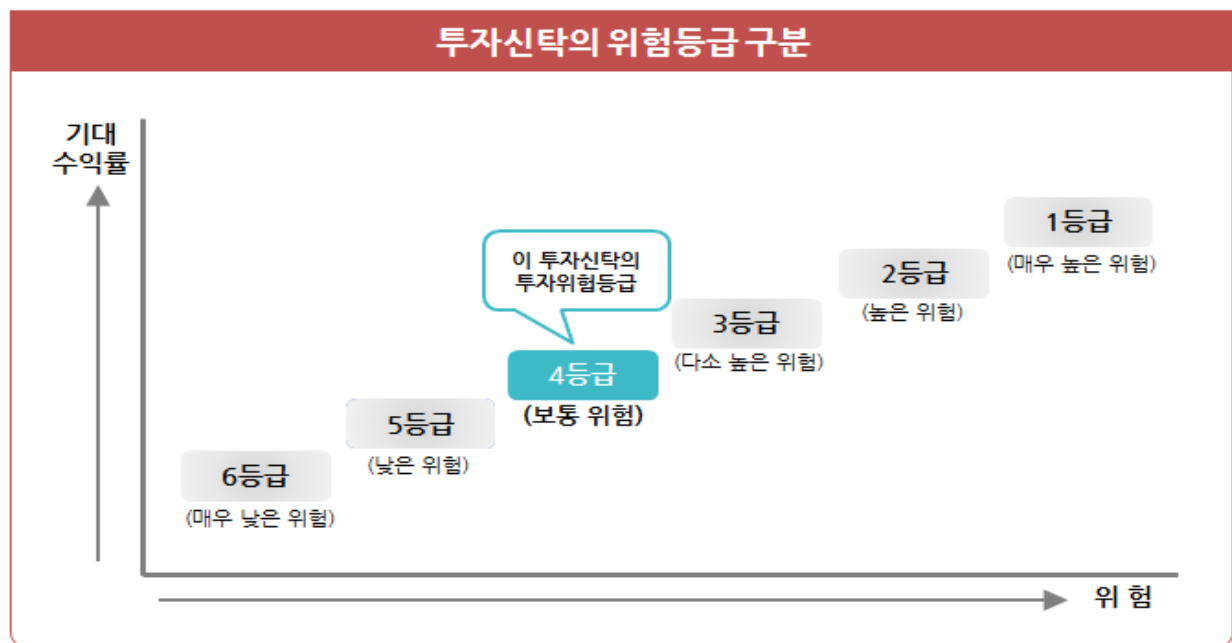 투자신탁의 위험등급 구분
기대
수익률
1등급
(매우 높은 위험)
2등급
(높은 위험)
이 투자신탁의
투자위험등급
3등급
(다소 높은 위험)
4등급
(보통 위험)
5등급
(낮은 위험)
6등급
(매우 낮은 위험)
위 험